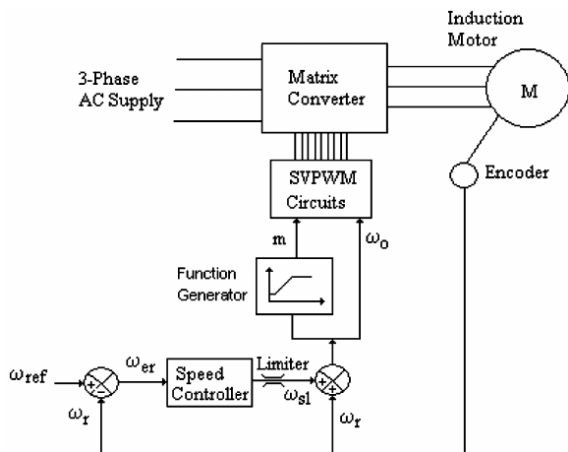 Induction
Motor
3-Phase
AC Supply
Matrix
Converter
M
SVPWM
Circuits
Encoder
m
ωo
Function
Generator
ωref
+
-
ωer
Speed
Controller
Limiter
ωsl
+
+
ωr
ωr